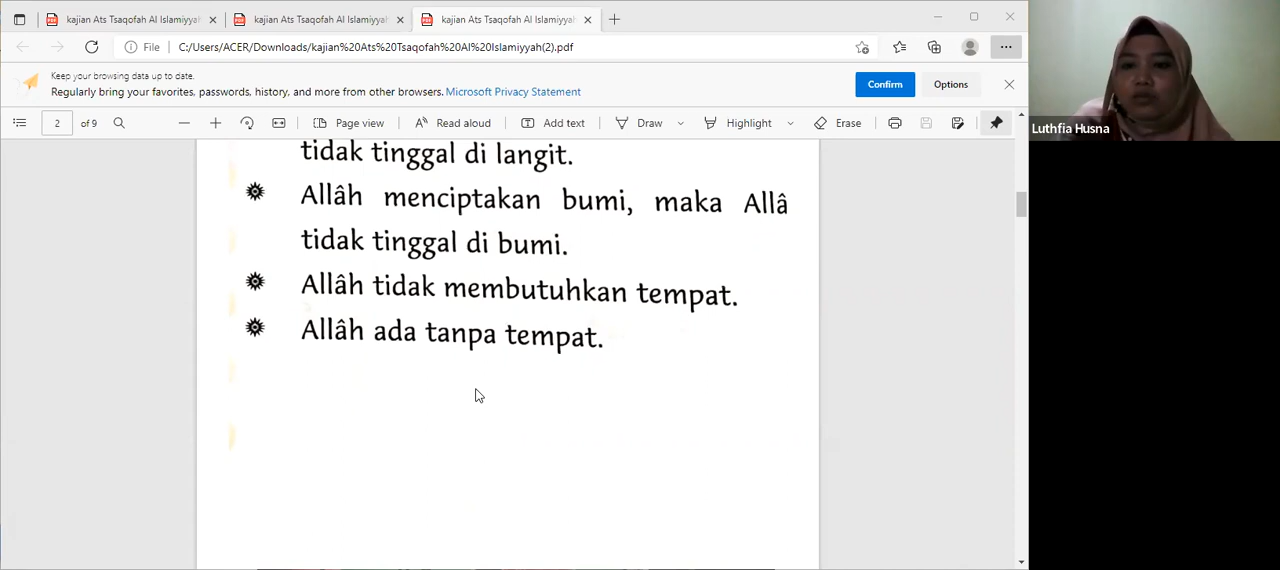 kajian Ats Tsaqofah Al Islamiyyah
kajian Ats Tsaqofah Al Islamiyyah
kajian Ats Tsaqofah Al Islamiyyah
File C:/Users/ACER/Downloads/kajian%20Ats%20Tsaqofah%20Al%20Islamiyyah(2).pdf
Keep your browsing data up to date.
Regularly bring your favorites, passwords, history, and more from other browsers. Microsoft Privacy Statement
Confirm
Options
2 of 9
Page view
Read aloud
Add text
Draw
Highlight
Erase
Luthfia Husna
tidak tinggal di langit.
Allâh menciptakan bumi, maka Allâ
tidak tinggal di bumi.
Allâh tidak membutuhkan tempat.
Allâh ada tanpa tempat.